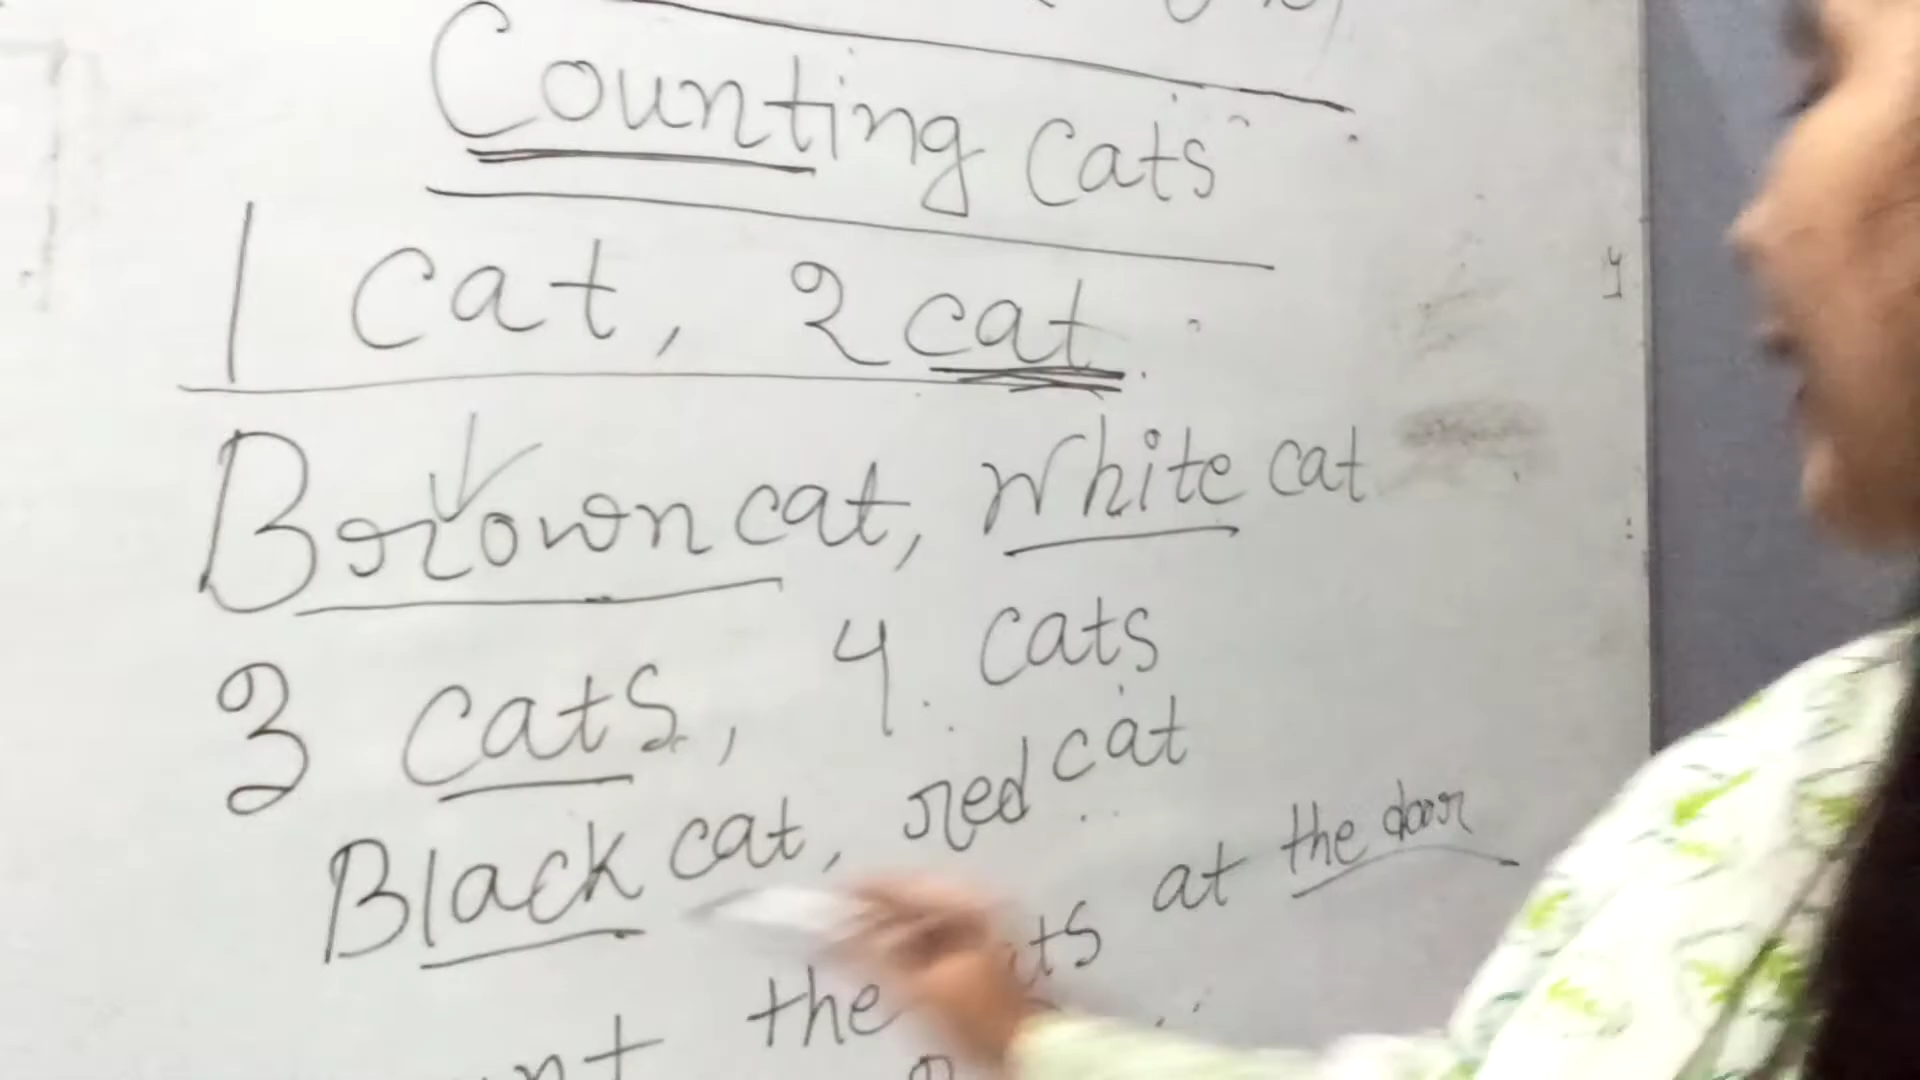 Counting Cats
1 cat, 2 cat
Brown cat, White cat
3 cats, 4 cats
Black cat, red cat
the at the door